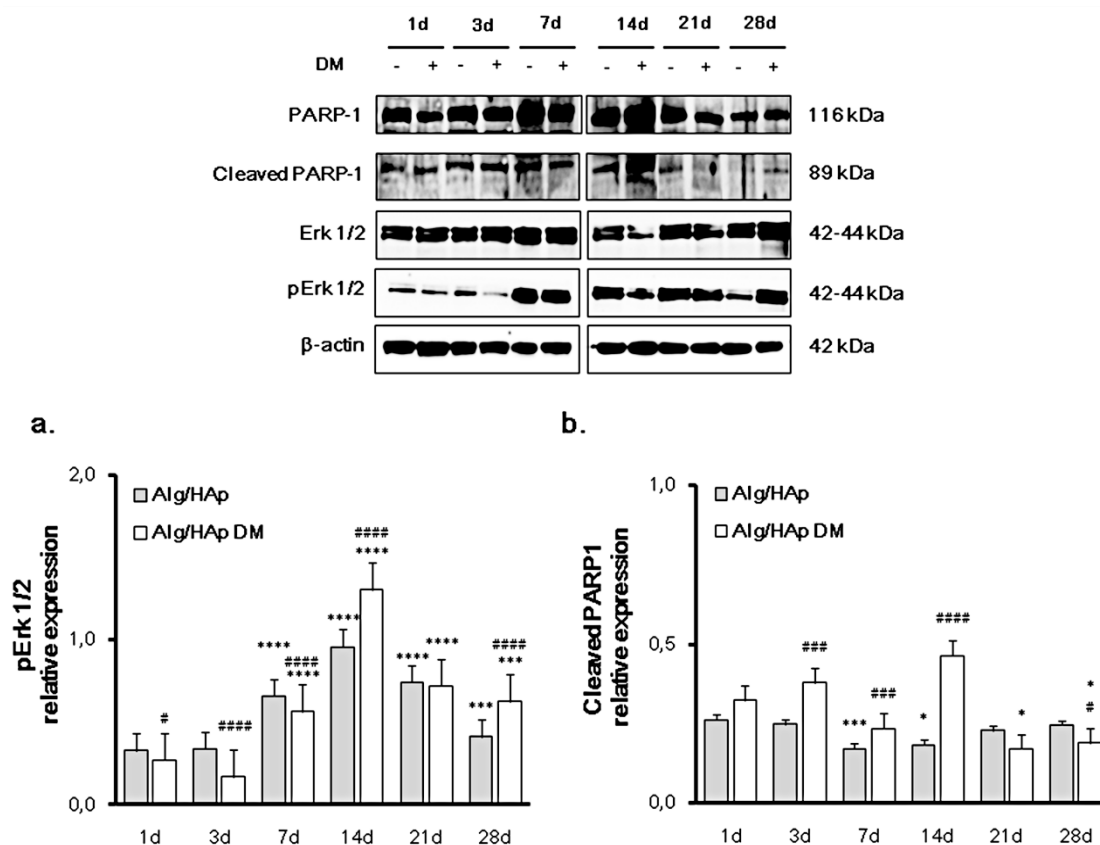 1d 3d 7d 14d 21d 28d
DM - + - + - + - + - + - +
PARP-1 116 kDa
Cleaved PARP-1 89 kDa
Erk 1/2 42-44 kDa
pErk 1/2 42-44 kDa
β-actin 42 kDa
a.
2,0
1,0
0,0
pErk 1/2
relative expression
Alg/HAp
Alg/HAp DM
#
####
****
####
****
****
####
****
****
****
***
####
***
1d 3d 7d 14d 21d 28d
b.
1,0
0,5
0,0
Cleaved PARP1
relative expression
Alg/HAp
Alg/HAp DM
###
***
###
*
####
*
*
#
1d 3d 7d 14d 21d 28d